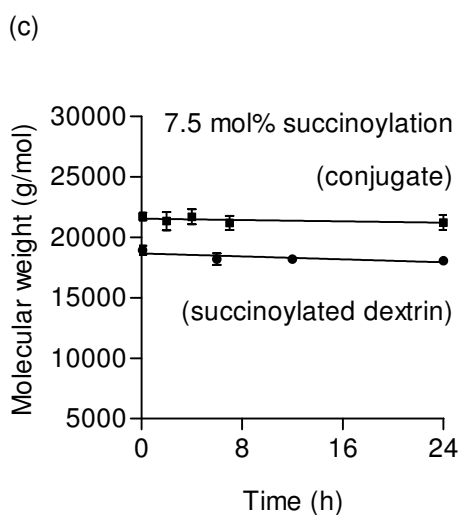 (c)
30000
25000
20000
15000
10000
5000
7.5 mol% succinoylation
(conjugate)
(succinoylated dextrin)
Molecular weight (g/mol)
0
8
16
24
Time (h)